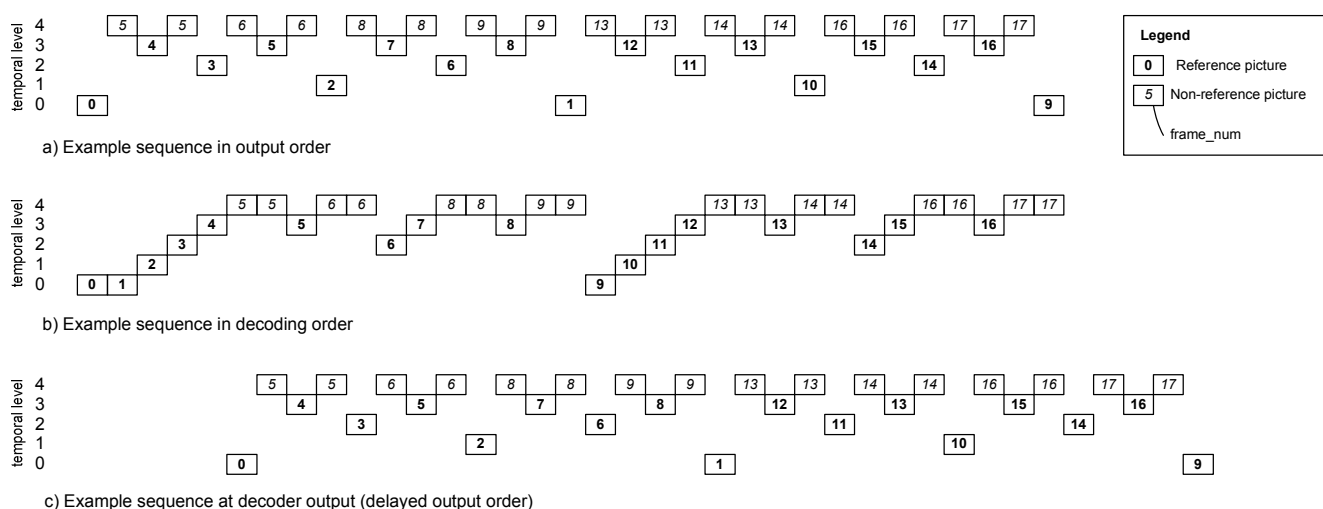 temporal level
4 5 5 6 6 8 8 9 9 13 13 14 14 16 16 17 17
3 4 5 7 8 12 13 15 16
2 3 6 11 14
1 2 10
0 0 1 9
a) Example sequence in output order
Legend
0 Reference picture
5 Non-reference picture
frame_num
temporal level
4 5 5 6 6 8 8 9 9 13 13 14 14 16 16 17 17
3 4 5 7 8 12 13 15 16
2 3 6 11 14
1 2 10
0 0 1 9
b) Example sequence in decoding order
temporal level
4 5 5 6 6 8 8 9 9 13 13 14 14 16 16 17 17
3 4 5 7 8 12 13 15 16
2 3 6 11 14
1 2 10
0 0 1 9
c) Example sequence at decoder output (delayed output order)